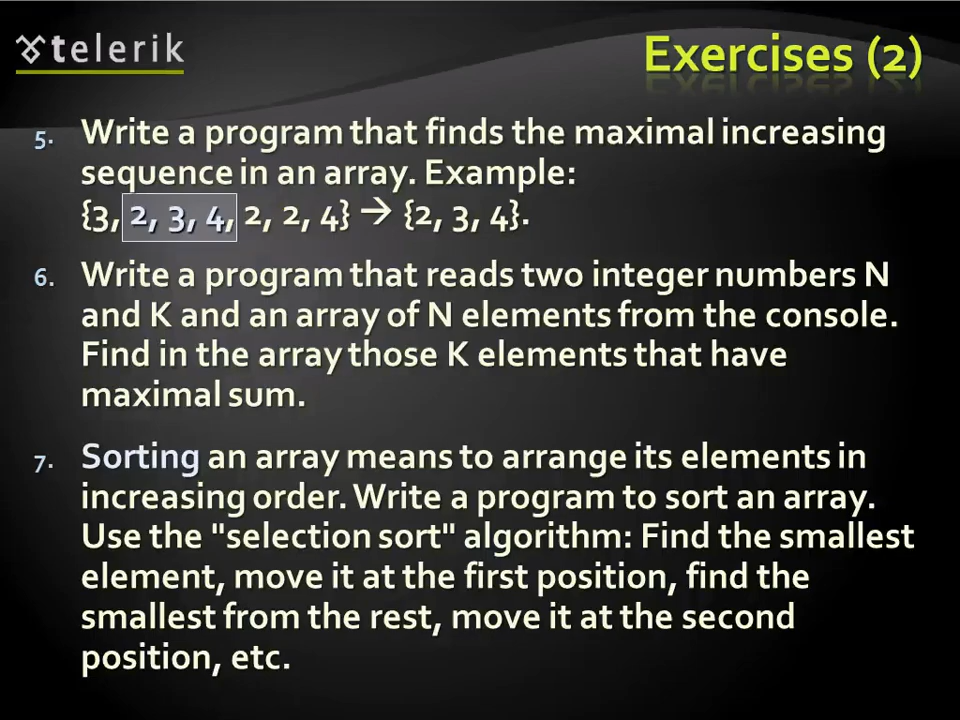 telerik
Exercises (2)
5. Write a program that finds the maximal increasing
sequence in an array. Example:
{3, 2, 3, 4, 2, 2, 4} → {2, 3, 4}.
6. Write a program that reads two integer numbers N
and K and an array of N elements from the console.
Find in the array those K elements that have
maximal sum.
7. Sorting an array means to arrange its elements in
increasing order. Write a program to sort an array.
Use the "selection sort" algorithm: Find the smallest
element, move it at the first position, find the
smallest from the rest, move it at the second
position, etc.